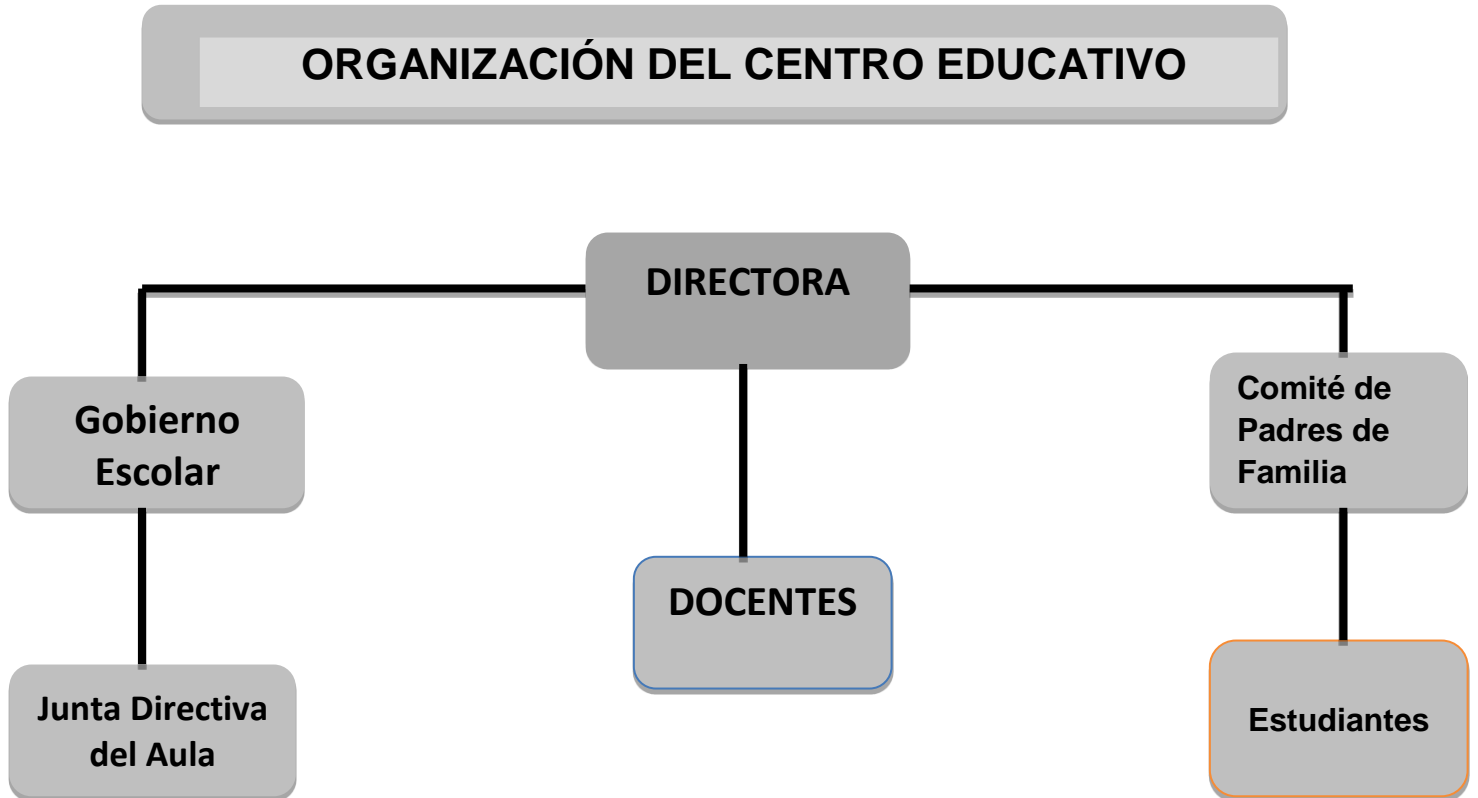 ORGANIZACIÓN DEL CENTRO EDUCATIVO
DIRECTORA
Gobierno
Escolar
Comité de
Padres de
Familia
DOCENTES
Junta Directiva
del Aula
Estudiantes